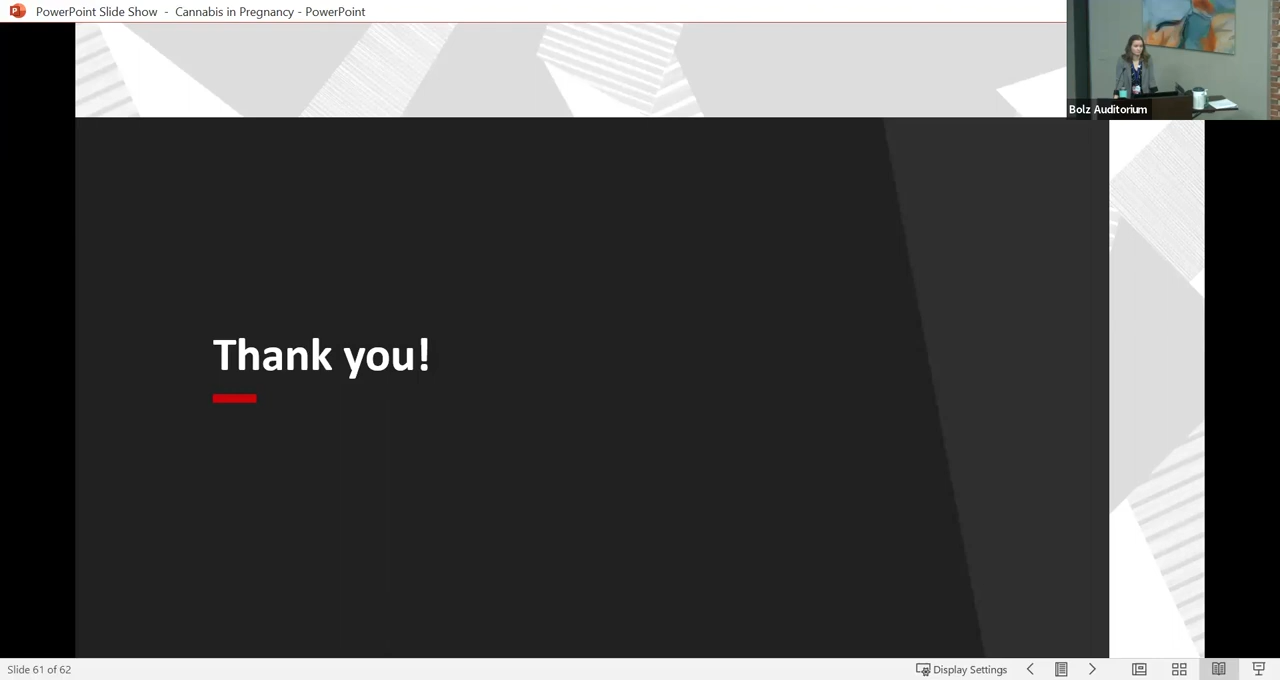 PowerPoint Slide Show - Cannabis in Pregnancy - PowerPoint
Bolz Auditorium
Thank you!
Slide 61 of 62
Display Settings